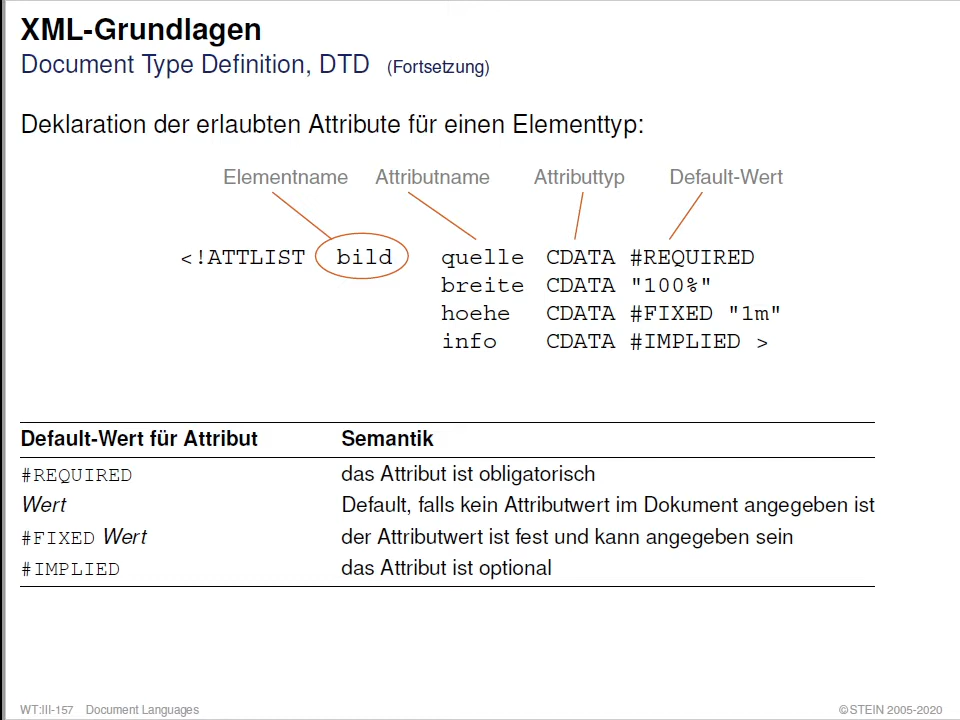 XML-Grundlagen
Document Type Definition, DTD (Fortsetzung)
Deklaration der erlaubten Attribute für einen Elementtyp:
Elementname Attributname Attributtyp Default-Wert
<!ATTLIST bild quelle CDATA #REQUIRED
breite CDATA "100%"
hoehe CDATA #FIXED "1m"
info CDATA #IMPLIED >
Default-Wert für Attribut Semantik
#REQUIRED das Attribut ist obligatorisch
Wert Default, falls kein Attributwert im Dokument angegeben ist
#FIXED Wert der Attributwert ist fest und kann angegeben sein
#IMPLIED das Attribut ist optional
WT:III-157 Document Languages ©STEIN 2005-2020